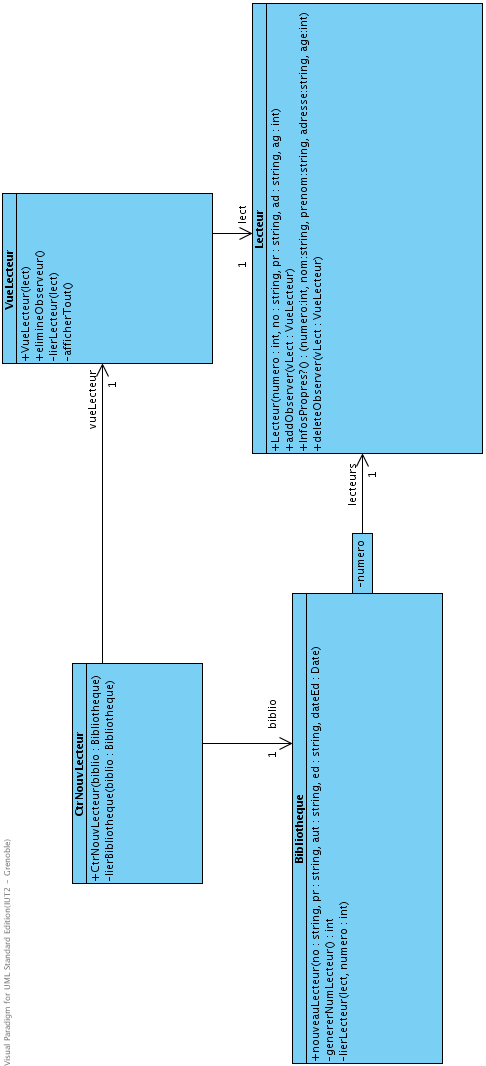 Visual Paradigm for UML Standard Edition(IUT2 - Grenoble)
CtrNouvLecteur
+CtrNouvLecteur(biblio : Bibliotheque)
-lierBibliotheque(biblio : Bibliotheque)
vueLecteur
1
VueLecteur
+VueLecteur(lect)
+elimineObserveur()
-lierLecteur(lect)
-afficherTout()
biblio
1
lect
1
Bibliotheque
+nouveauLecteur(no : string, pr : string, aut : string, ed : string, dateEd : Date)
-genererNumLecteur() : int
-lierLecteur(lect, numero : int)
-numero
lecteurs
1
Lecteur
+Lecteur(numero : int, no : string, pr : string, ad : string, ag : int)
+addObserver(vLect : VueLecteur)
+InfosPropres?() : (numero:int, nom:string, prenom:string, adresse:string, age:int)
+deleteObserver(vLect : VueLecteur)